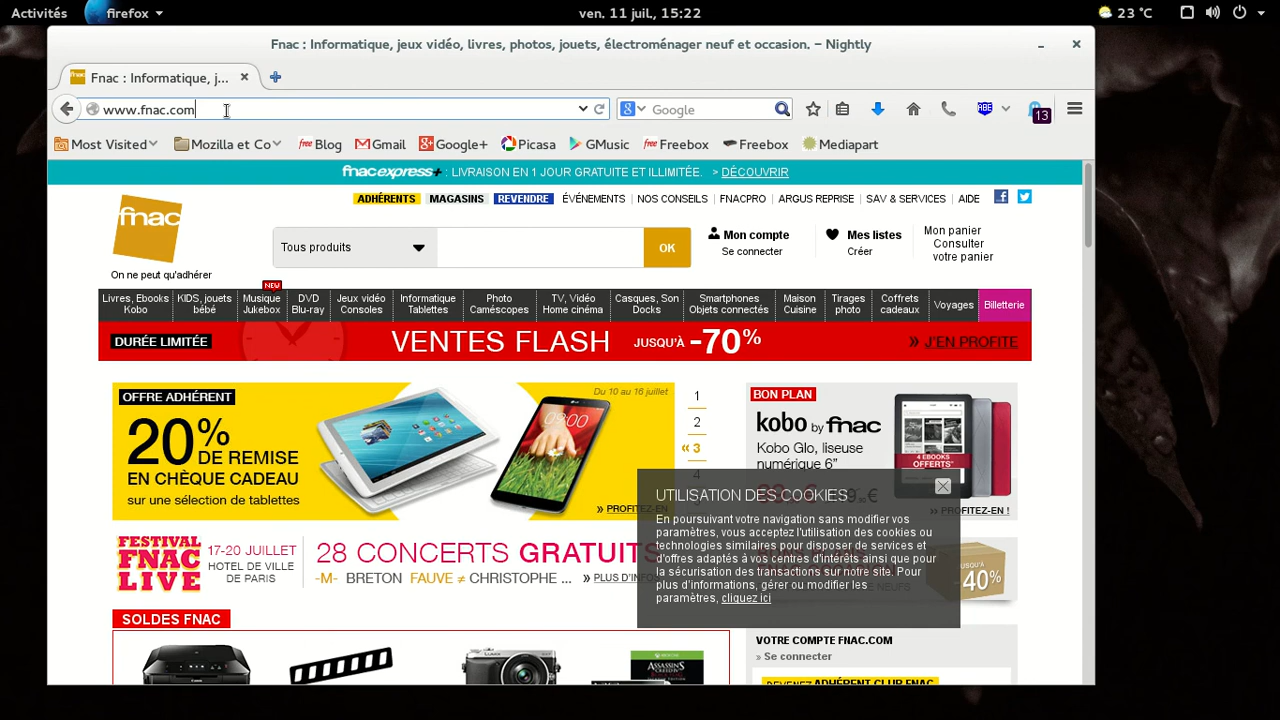 Activités firefox ven. 11 juil, 15:22 23 °C
Fnac : Informatique, jeux vidéo, livres, photos, jouets, électroménager neuf et occasion. – Nightly
Fnac : Informatique, j...
www.fnac.com Google 13
Most Visited Mozilla et Co Blog Gmail Google+ Picasa GMusic Freebox Freebox Mediapart
fnacexpress+ : LIVRAISON EN 1 JOUR GRATUITE ET ILLIMITÉE. > DÉCOUVRIR
ADHÉRENTS MAGASINS REVENDRE ÉVÉNEMENTS NOS CONSEILS FNACPRO ARGUS REPRISE SAV & SERVICES AIDE
fnac
On ne peut qu'adhérer
Tous produits OK
Mon compte
Se connecter
Mes listes
Créer
Mon panier
Consulter
votre panier
NEW
Livres, Ebooks
Kobo
KIDS, jouets
bébé
Musique
Jukebox
DVD
Blu-ray
Jeux vidéo
Consoles
Informatique
Tablettes
Photo
Caméscopes
TV, Vidéo
Home cinéma
Casques, Son
Docks
Smartphones
Objets connectés
Maison
Cuisine
Tirages
photo
Coffrets
cadeaux
Voyages
Billetterie
DURÉE LIMITÉE VENTES FLASH JUSQU'À -70% » J'EN PROFITE
OFFRE ADHÉRENT
Du 10 au 16 juillet
20%
DE REMISE
EN CHÈQUE CADEAU
sur une sélection de tablettes
» PROFITEZ-EN
1
2
« 3
4
BON PLAN
kobo by fnac
Kobo Glo, liseuse
numérique 6"
4 EBOOKS
OFFERTS*
» PROFITEZ-EN !
UTILISATION DES COOKIES
En poursuivant votre navigation sans modifier vos
paramètres, vous acceptez l'utilisation des cookies ou
technologies similaires pour disposer de services et
d'offres adaptés à vos centres d'intérêts ainsi que pour
la sécurisation des transactions sur notre site. Pour
plus d'informations, gérer ou modifier les
paramètres, cliquez ici
FESTIVAL
FNAC
LIVE
17-20 JUILLET
HOTEL DE VILLE
DE PARIS
28 CONCERTS GRATUITS
-M- BRETON FAUVE ≠ CHRISTOPHE ... » PLUS D'INFO
JUSQU'À
40%
SOLDES FNAC
VOTRE COMPTE FNAC.COM
» Se connecter
DEVENEZ ADHÉRENT CLUB FNAC